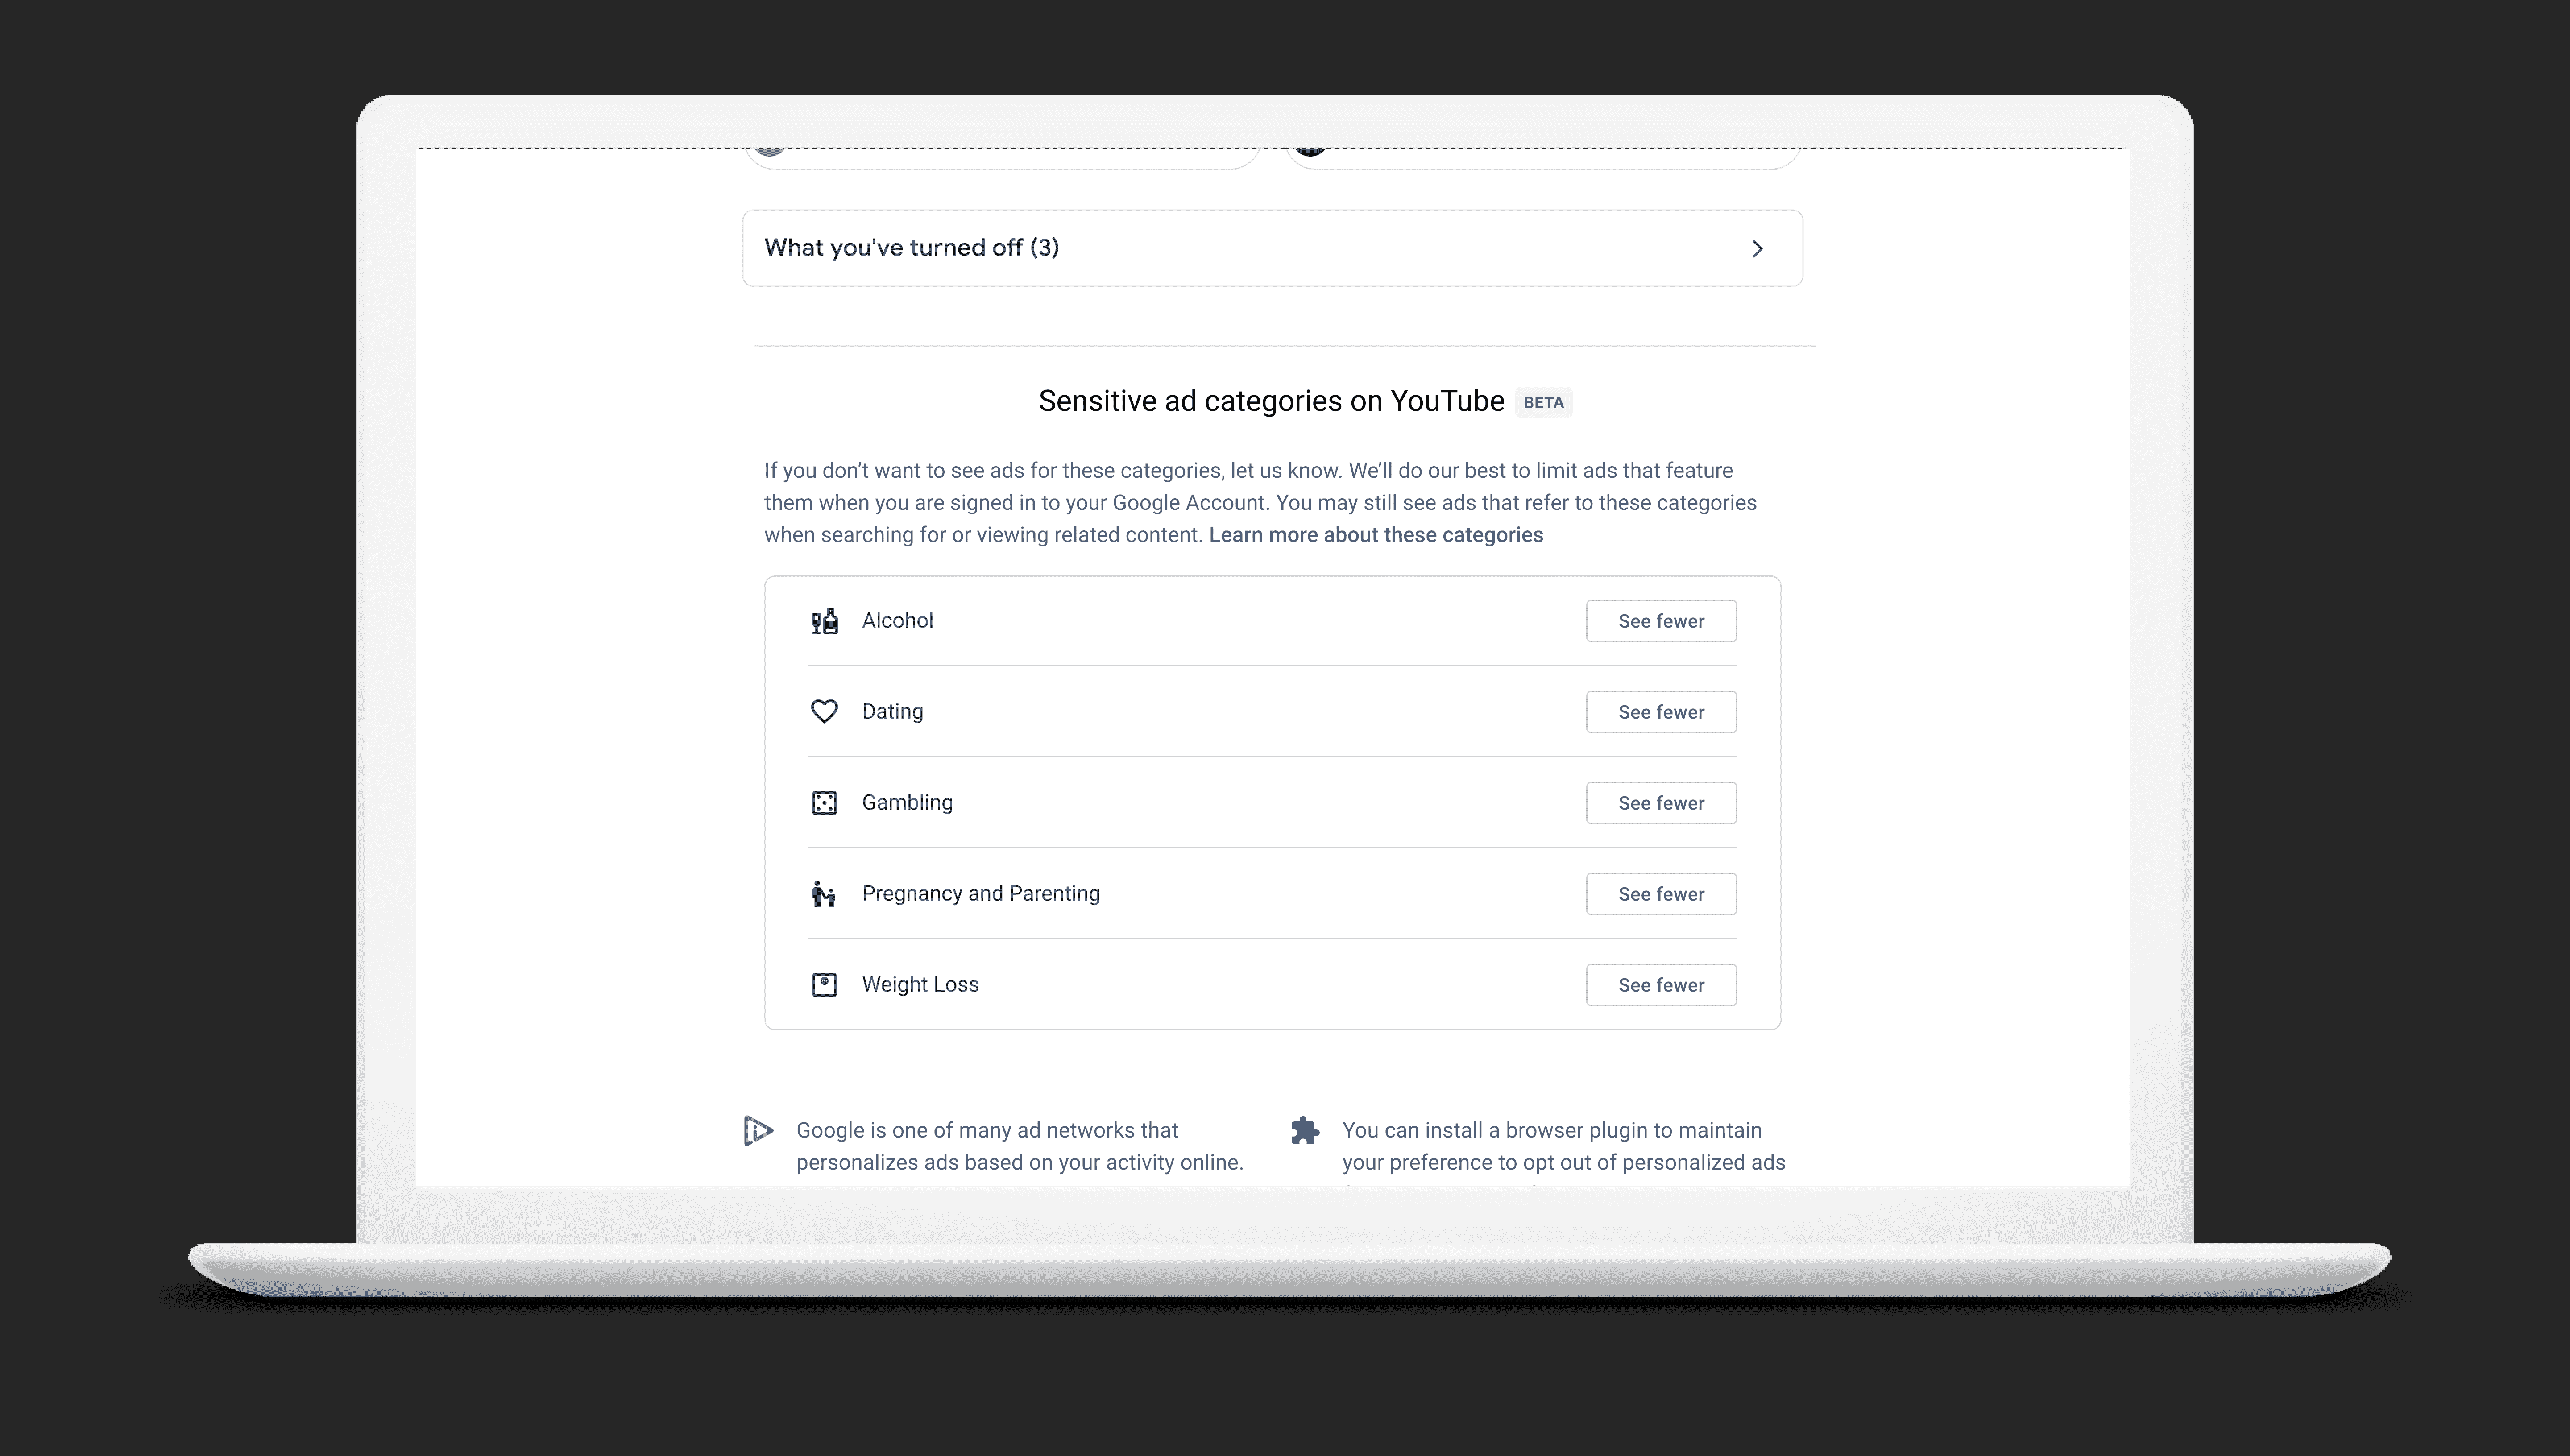 What you've turned off (3)
Sensitive ad categories on YouTube BETA
If you don’t want to see ads for these categories, let us know. We’ll do our best to limit ads that feature
them when you are signed in to your Google Account. You may still see ads that refer to these categories
when searching for or viewing related content. Learn more about these categories
Alcohol See fewer
Dating See fewer
Gambling See fewer
Pregnancy and Parenting See fewer
Weight Loss See fewer
Google is one of many ad networks that
personalizes ads based on your activity online.
You can install a browser plugin to maintain
your preference to opt out of personalized ads